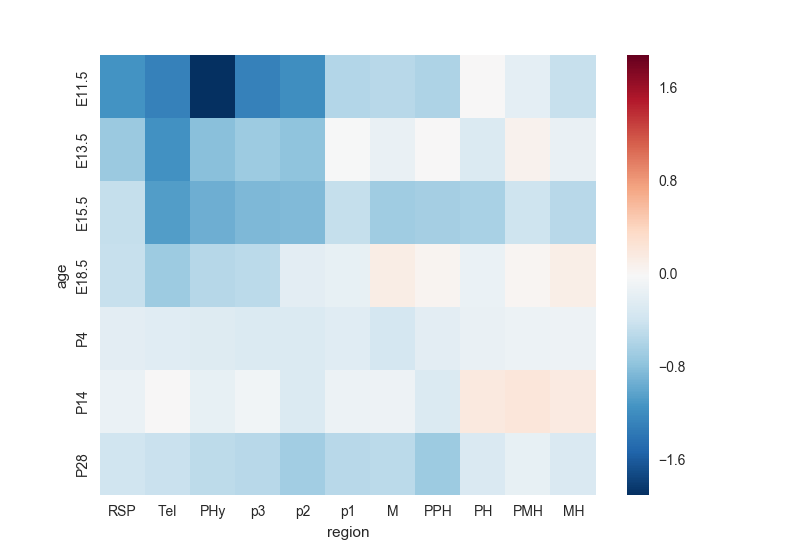 E11.5
E13.5
E15.5
E18.5
P4
P14
P28
age
RSP Tel PHy p3 p2 p1 M PPH PH PMH MH
region
1.6
0.8
0.0
−0.8
−1.6